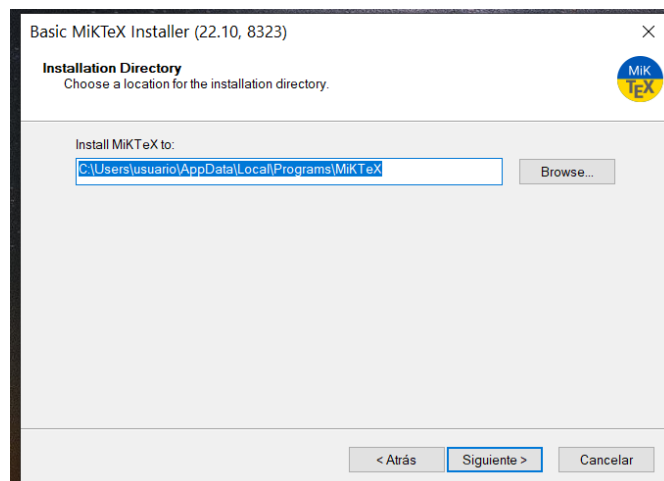 Basic MiKTeX Installer (22.10, 8323)
Installation Directory
Choose a location for the installation directory.
MiK
TEX
Install MiKTeX to:
C:\Users\usuario\AppData\Local\Programs\MiKTeX
Browse...
< Atrás
Siguiente >
Cancelar